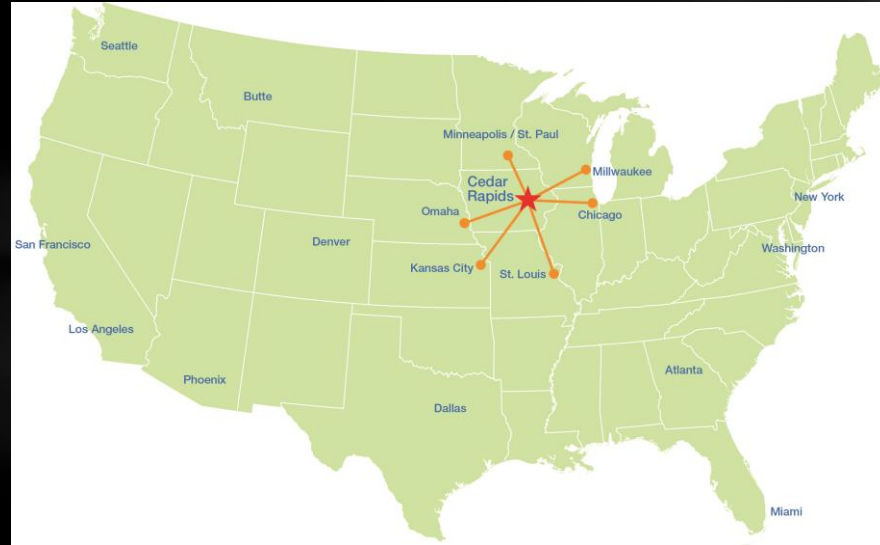 Seattle
Butte
Minneapolis / St. Paul
Millwaukee
Cedar
Rapids
New York
Omaha
Chicago
San Francisco
Denver
Washington
Kansas City
St. Louis
Los Angeles
Phoenix
Atlanta
Dallas
Miami